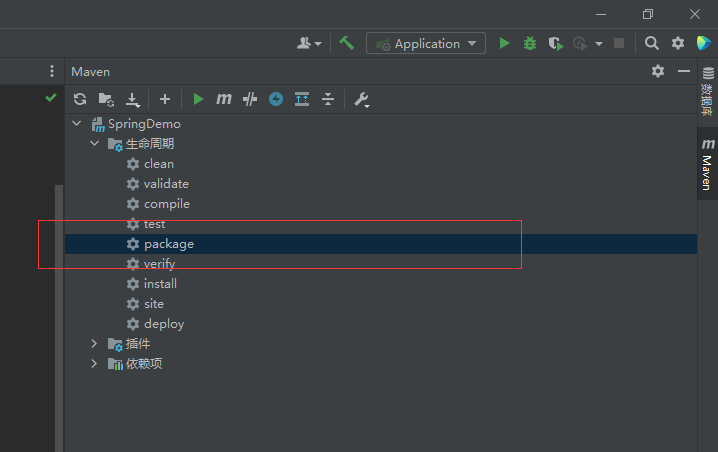 Application
Maven
SpringDemo
生命周期
clean
validate
compile
test
package
verify
install
site
deploy
插件
依赖项
数据库
m Maven